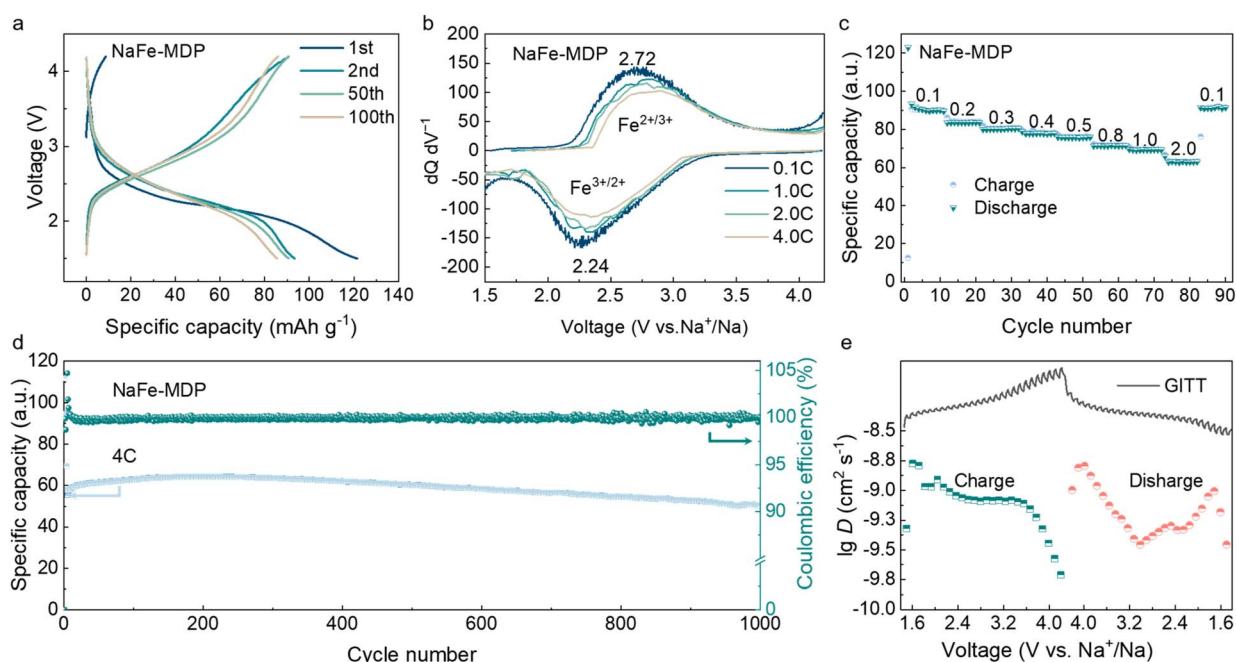 a
NaFe-MDP
1st
2nd
50th
100th
4
3
2
Voltage (V)
0 20 40 60 80 100 120 140
Specific capacity (mAh g⁻¹)
b
NaFe-MDP
2.72
Fe²⁺/³⁺
Fe³⁺/²⁺
2.24
0.1C
1.0C
2.0C
4.0C
200
150
100
50
0
-50
-100
-150
-200
dQ dV⁻¹
1.5 2.0 2.5 3.0 3.5 4.0
Voltage (V vs.Na⁺/Na)
c
NaFe-MDP
0.1 0.2 0.3 0.4 0.5 0.8 1.0 2.0 0.1
Charge
Discharge
120
100
80
60
40
20
0
Specific capacity (a.u.)
0 10 20 30 40 50 60 70 80 90
Cycle number
d
NaFe-MDP
4C
120
100
80
60
40
20
0
Specific capacity (a.u.)
105
100
95
90
0
Coulombic efficiency (%)
0 200 400 600 800 1000
Cycle number
e
GITT
Charge
Disharge
-8.5
-8.8
-9.0
-9.3
-9.5
-9.8
-10.0
lg D (cm² s⁻¹)
1.6 2.4 3.2 4.0 3.2 2.4 1.6
Voltage (V vs. Na⁺/Na)